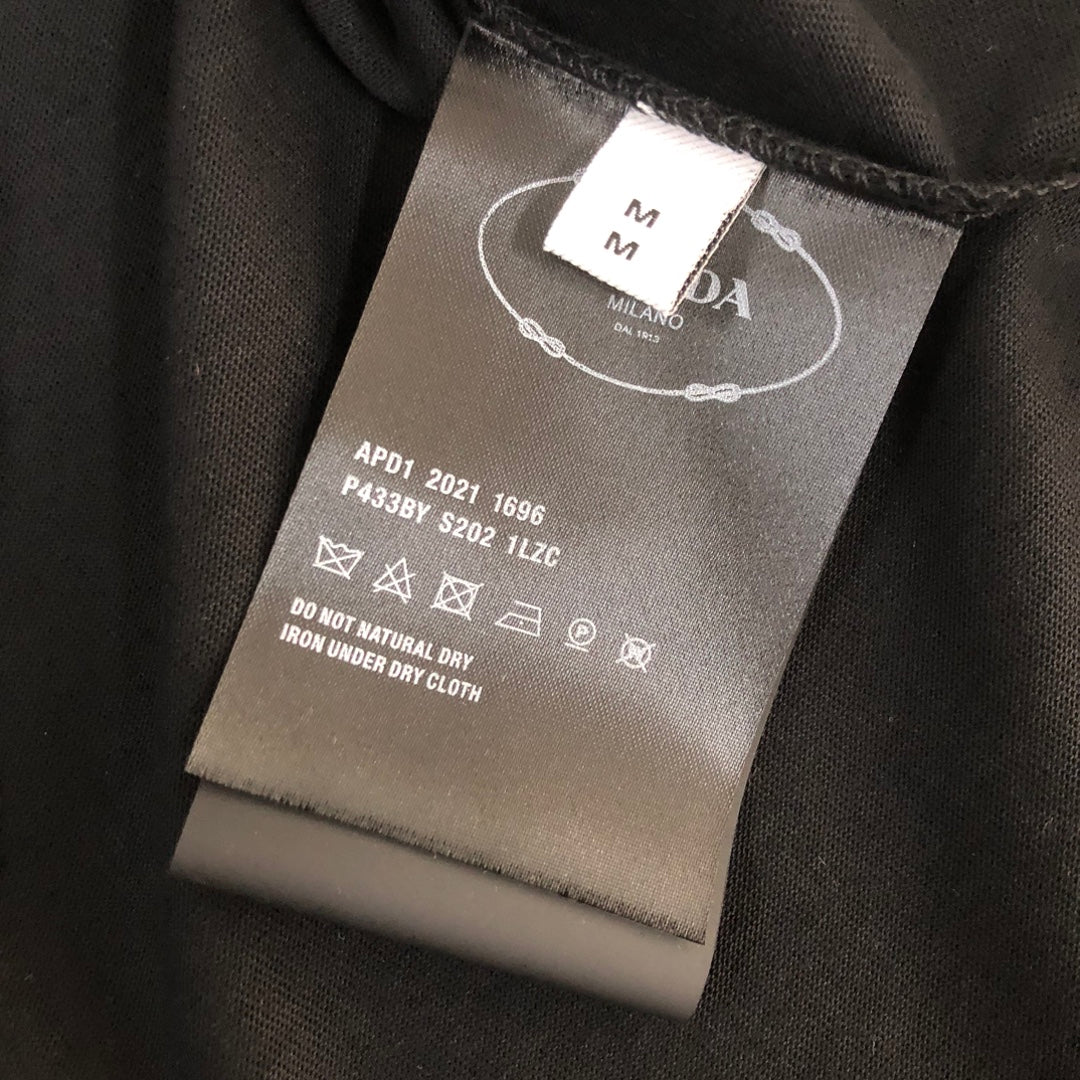 M
M
DA
MILANO
DAL 1913
APD1 2021 1696
P433BY S202 1LZC
P
W
DO NOT NATURAL DRY
IRON UNDER DRY CLOTH